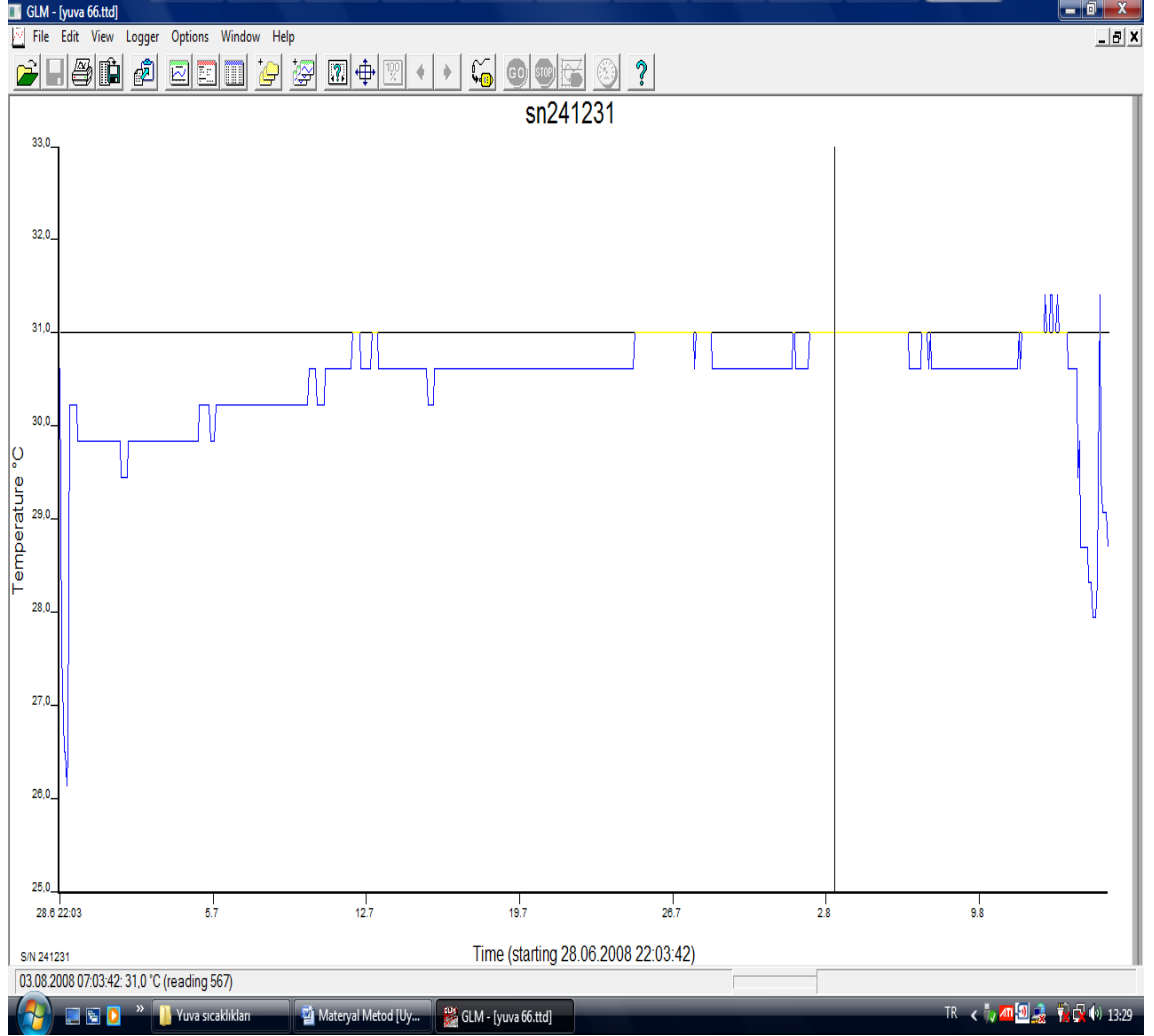 GLM - [yuva 66.ttd]
File Edit View Logger Options Window Help
100 % GO STOP ?
sn241231
33,0
32,0
31,0
30,0
29,0
28,0
27,0
26,0
25,0
Temperature °C
28.6 22:03 5.7 12.7 19.7 26.7 2.8 9.8
Time (starting 28.06.2008 22:03:42)
S/N 241231
03.08.2008 07:03:42: 31,0 °C (reading 567)
Yuva sıcaklıkları Materyal Metod [Uy... GLM - [yuva 66.ttd] TR 13:29